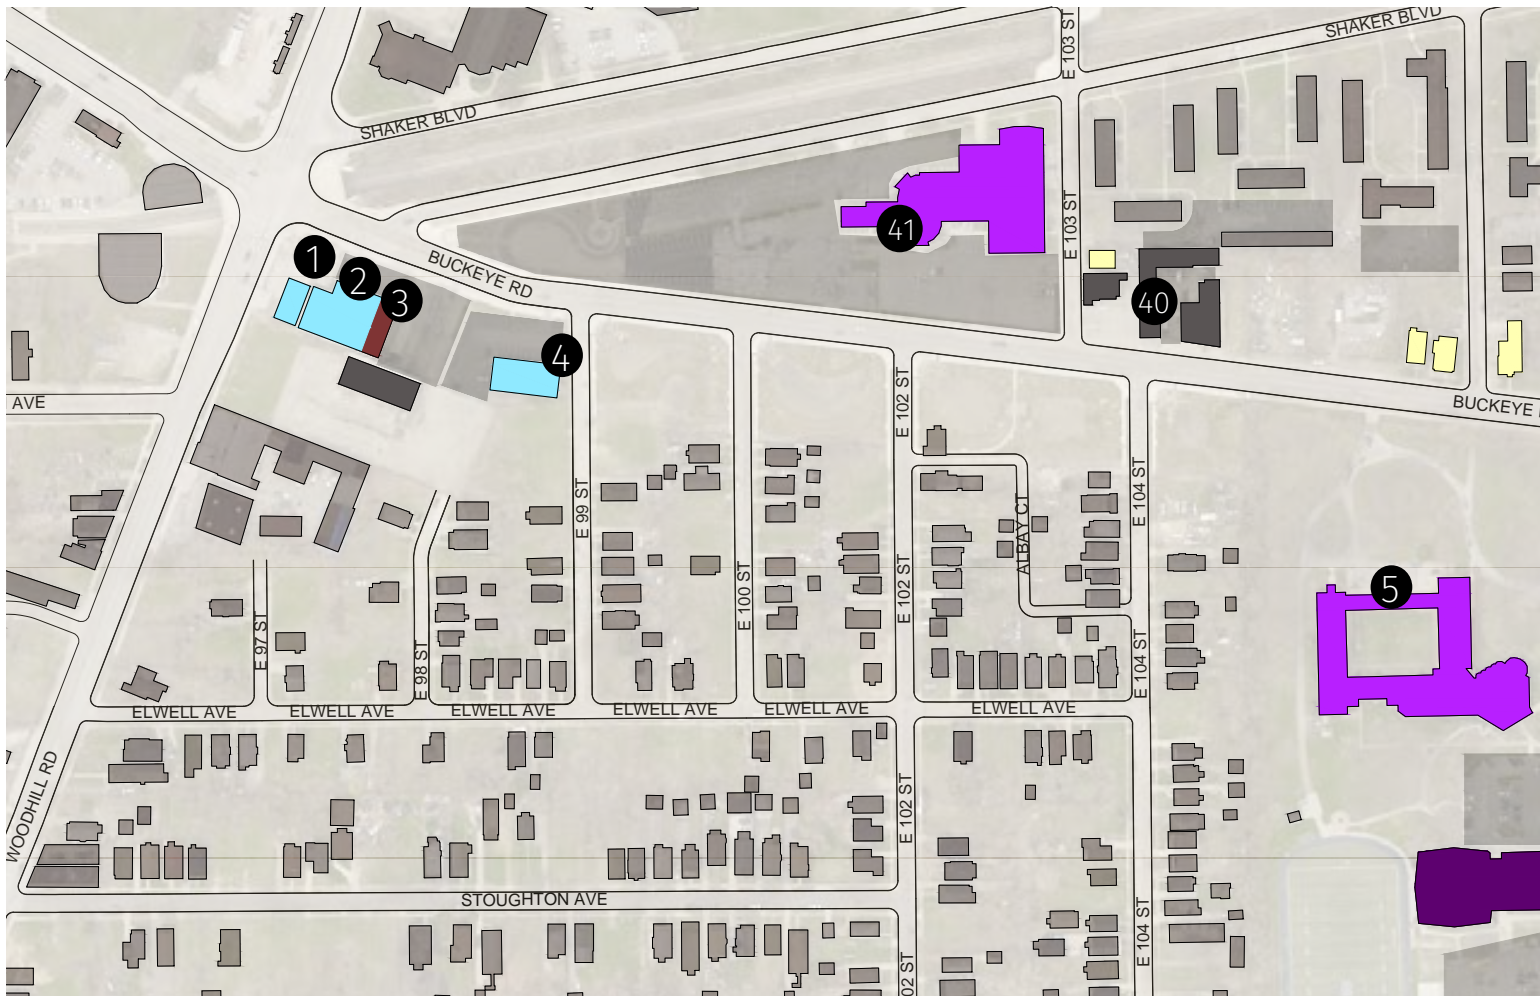 E 103 ST
SHAKER BLVD
SHAKER BLVD
41
E 103 ST
1
2
3
BUCKEYE RD
40
4
AVE
BUCKEYE
E 102 ST
E 99 ST
E 104 ST
ALBAY CT
E 100 ST
E 102 ST
5
E 97 ST
E 98 ST
E 104 ST
ELWELL AVE
ELWELL AVE
ELWELL AVE
ELWELL AVE
ELWELL AVE
ELWELL AVE
WOODHILL RD
E 102 ST
STOUGHTON AVE
E 104 ST
02 ST